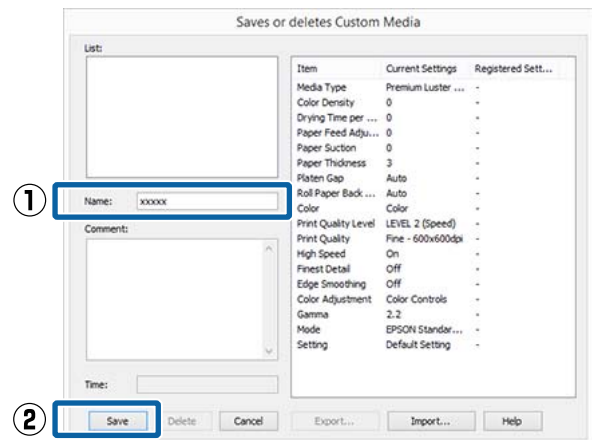 Saves or deletes Custom Media
List:
Item Current Settings Registered Sett...
Media Type Premium Luster ... -
Color Density 0 -
Drying Time per ... 0 -
Paper Feed Adju... 0 -
Paper Suction 0 -
Paper Thickness 3 -
Platen Gap Auto -
Roll Paper Back ... Auto -
Color Color -
Print Quality Level LEVEL 2 (Speed) -
Print Quality Fine - 600x600dpi -
High Speed On -
Finest Detail Off -
Edge Smoothing Off -
Color Adjustment Color Controls -
Gamma 2.2 -
Mode EPSON Standar... -
Setting Default Setting -
① Name: xxxxx
Comment:
Time:
② Save Delete Cancel Export... Import... Help